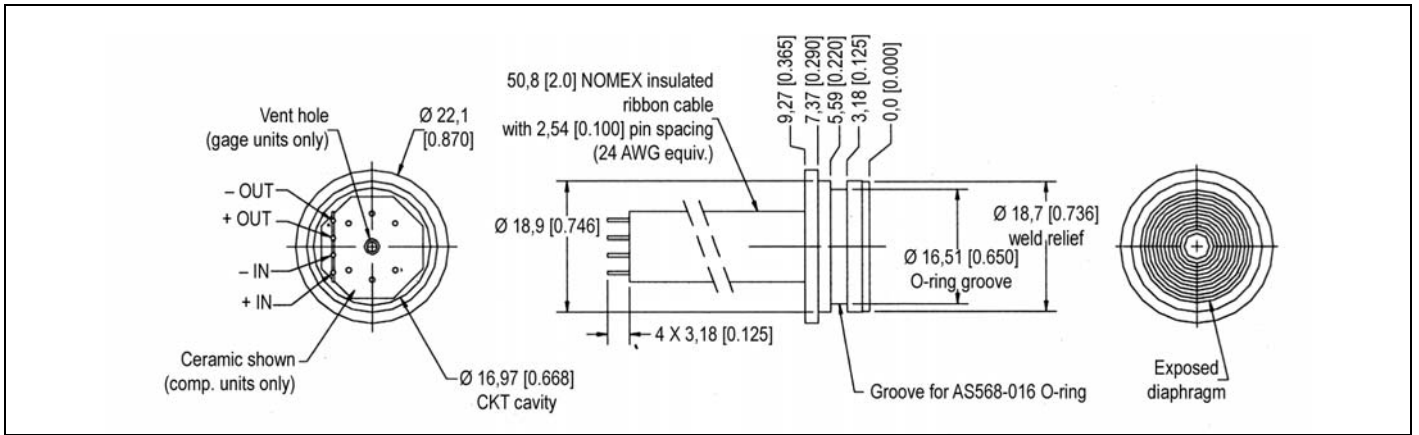 Vent hole
(gage units only)
Ø 22,1
[0.870]
– OUT
+ OUT
– IN
+ IN
Ceramic shown
(comp. units only)
Ø 16,97 [0.668]
CKT cavity
50,8 [2.0] NOMEX insulated
ribbon cable
with 2,54 [0.100] pin spacing
(24 AWG equiv.)
9,27 [0.365]
7,37 [0.290]
5,59 [0.220]
3,18 [0.125]
0,0 [0.000]
Ø 18,9 [0.746]
4 X 3,18 [0.125]
Ø 18,7 [0.736]
weld relief
Ø 16,51 [0.650]
O-ring groove
Groove for AS568-016 O-ring
Exposed
diaphragm